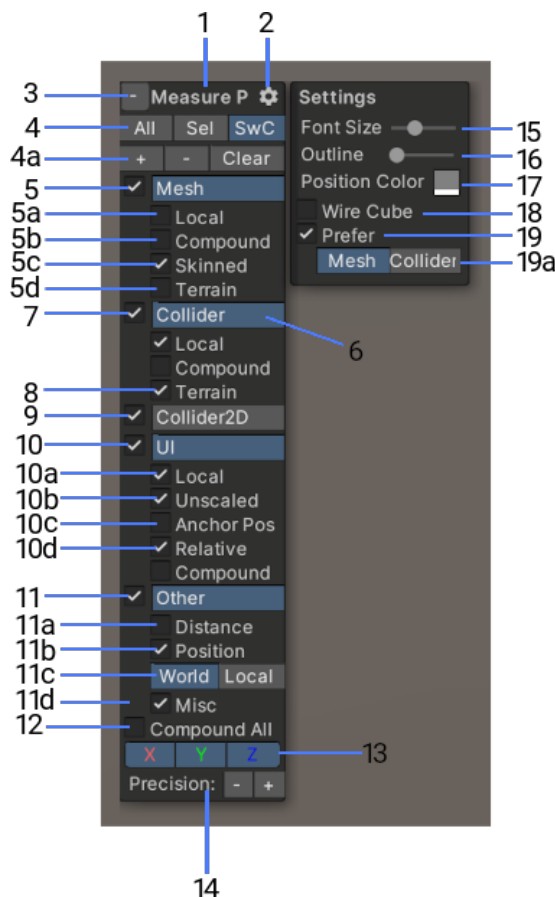 1
2
3
- Measure P
Settings
4
All Sel SwC
Font Size
15
4a
+ - Clear
Outline
16
5
Mesh
Position Color
17
5a
Local
Wire Cube
18
5b
Compound
Prefer
19
5c
Skinned
Mesh Collider
19a
5d
Terrain
7
Collider
6
Local
Compound
8
Terrain
9
Collider2D
10
UI
10a
Local
10b
Unscaled
10c
Anchor Pos
10d
Relative
Compound
11
Other
11a
Distance
11b
Position
11c
World Local
11d
Misc
12
Compound All
X Y Z
13
Precision: - +
14